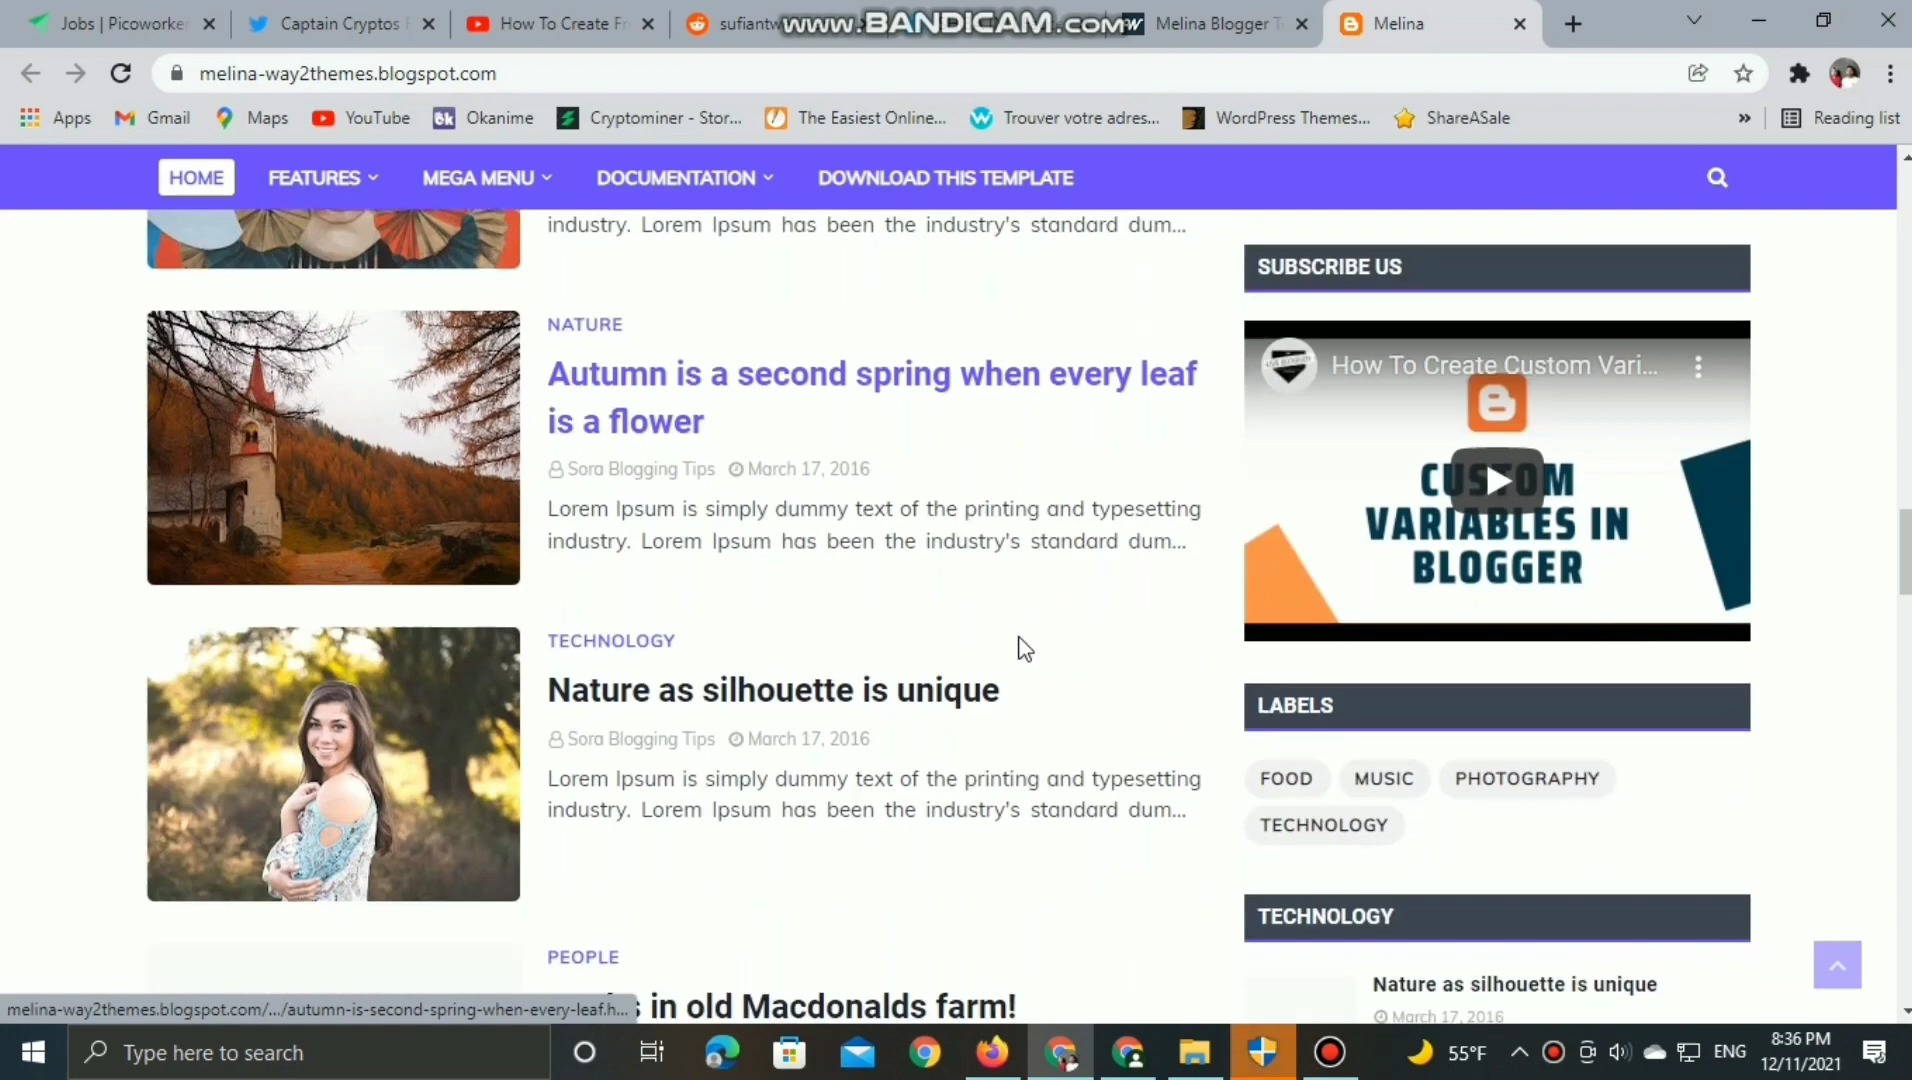 Jobs | Picoworker
Captain Cryptos
How To Create Fr
sufiantw
www.BANDICAM.com
Melina Blogger T
Melina
melina-way2themes.blogspot.com
Apps
Gmail
Maps
YouTube
Okanime
Cryptominer - Stor...
The Easiest Online...
Trouver votre adres...
WordPress Themes...
ShareASale
»
Reading list
HOME
FEATURES
MEGA MENU
DOCUMENTATION
DOWNLOAD THIS TEMPLATE
industry. Lorem Ipsum has been the industry's standard dum...
NATURE
Autumn is a second spring when every leaf
is a flower
Sora Blogging Tips March 17, 2016
Lorem Ipsum is simply dummy text of the printing and typesetting
industry. Lorem Ipsum has been the industry's standard dum...
TECHNOLOGY
Nature as silhouette is unique
Sora Blogging Tips March 17, 2016
Lorem Ipsum is simply dummy text of the printing and typesetting
industry. Lorem Ipsum has been the industry's standard dum...
PEOPLE
in old Macdonalds farm!
SUBSCRIBE US
How To Create Custom Vari...
CUSTOM
VARIABLES IN
BLOGGER
LABELS
FOOD
MUSIC
PHOTOGRAPHY
TECHNOLOGY
TECHNOLOGY
Nature as silhouette is unique
March 17, 2016
melina-way2themes.blogspot.com/.../autumn-is-second-spring-when-every-leaf.h...
Type here to search
55°F
ENG
8:36 PM
12/11/2021